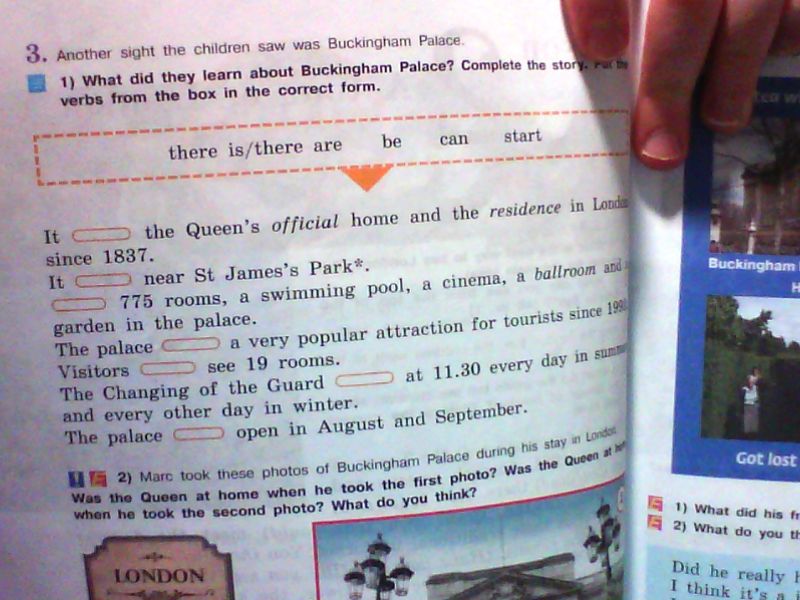 3. Another sight the children saw was Buckingham Palace.
1) What did they learn about Buckingham Palace? Complete the story. Put the
verbs from the box in the correct form.
there is/there are be can start
It the Queen's official home and the residence in London
since 1837.
It near St James's Park*.
775 rooms, a swimming pool, a cinema, a ballroom and
garden in the palace.
The palace a very popular attraction for tourists since
Visitors see 19 rooms.
The Changing of the Guard at 11.30 every day in summer
and every other day in winter.
The palace open in August and September.
2) Marc took these photos of Buckingham Palace during his stay in London.
Was the Queen at home when he took the first photo? Was the Queen at home
when he took the second photo? What do you think?
LONDON
Buckingham
H
Got lost
1) What did his fr
2) What do you th
Did he really h
I think it's a